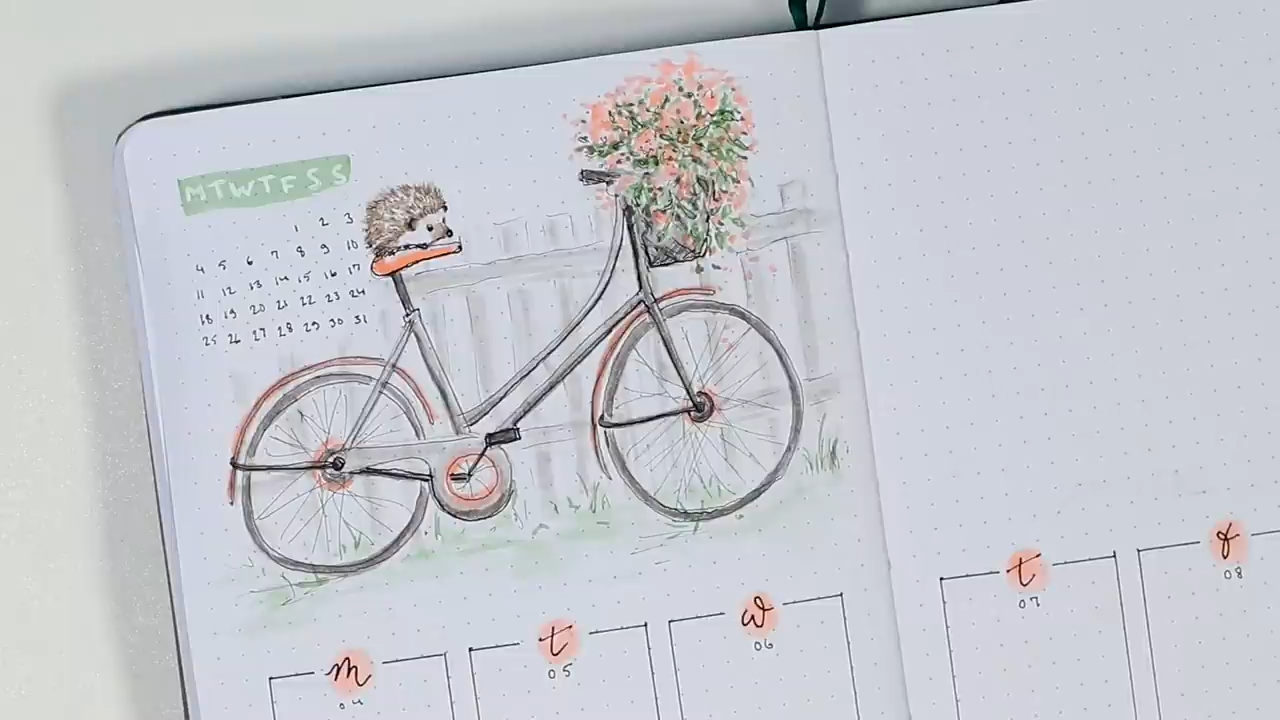 MTWTFSS
1 2 3
4 5 6 7 8 9 10
11 12 13 14 15 16 17
18 19 20 21 22 23 24
25 26 27 28 29 30 31
m t w t f
04 05 06 07 08